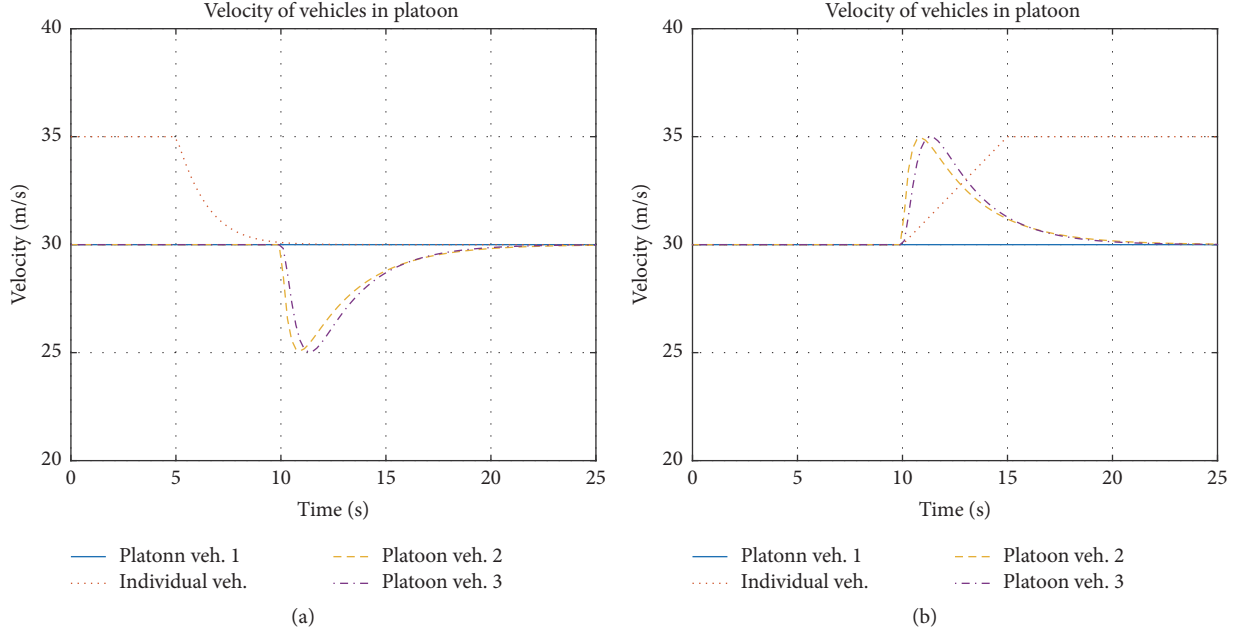 Velocity of vehicles in platoon
40
35
30
25
20
Velocity (m/s)
0 5 10 15 20 25
Time (s)
Platonn veh. 1 Platoon veh. 2
Individual veh. Platoon veh. 3
(a)
Velocity of vehicles in platoon
40
35
30
25
20
Velocity (m/s)
0 5 10 15 20 25
Time (s)
Platonn veh. 1 Platoon veh. 2
Individual veh. Platoon veh. 3
(b)